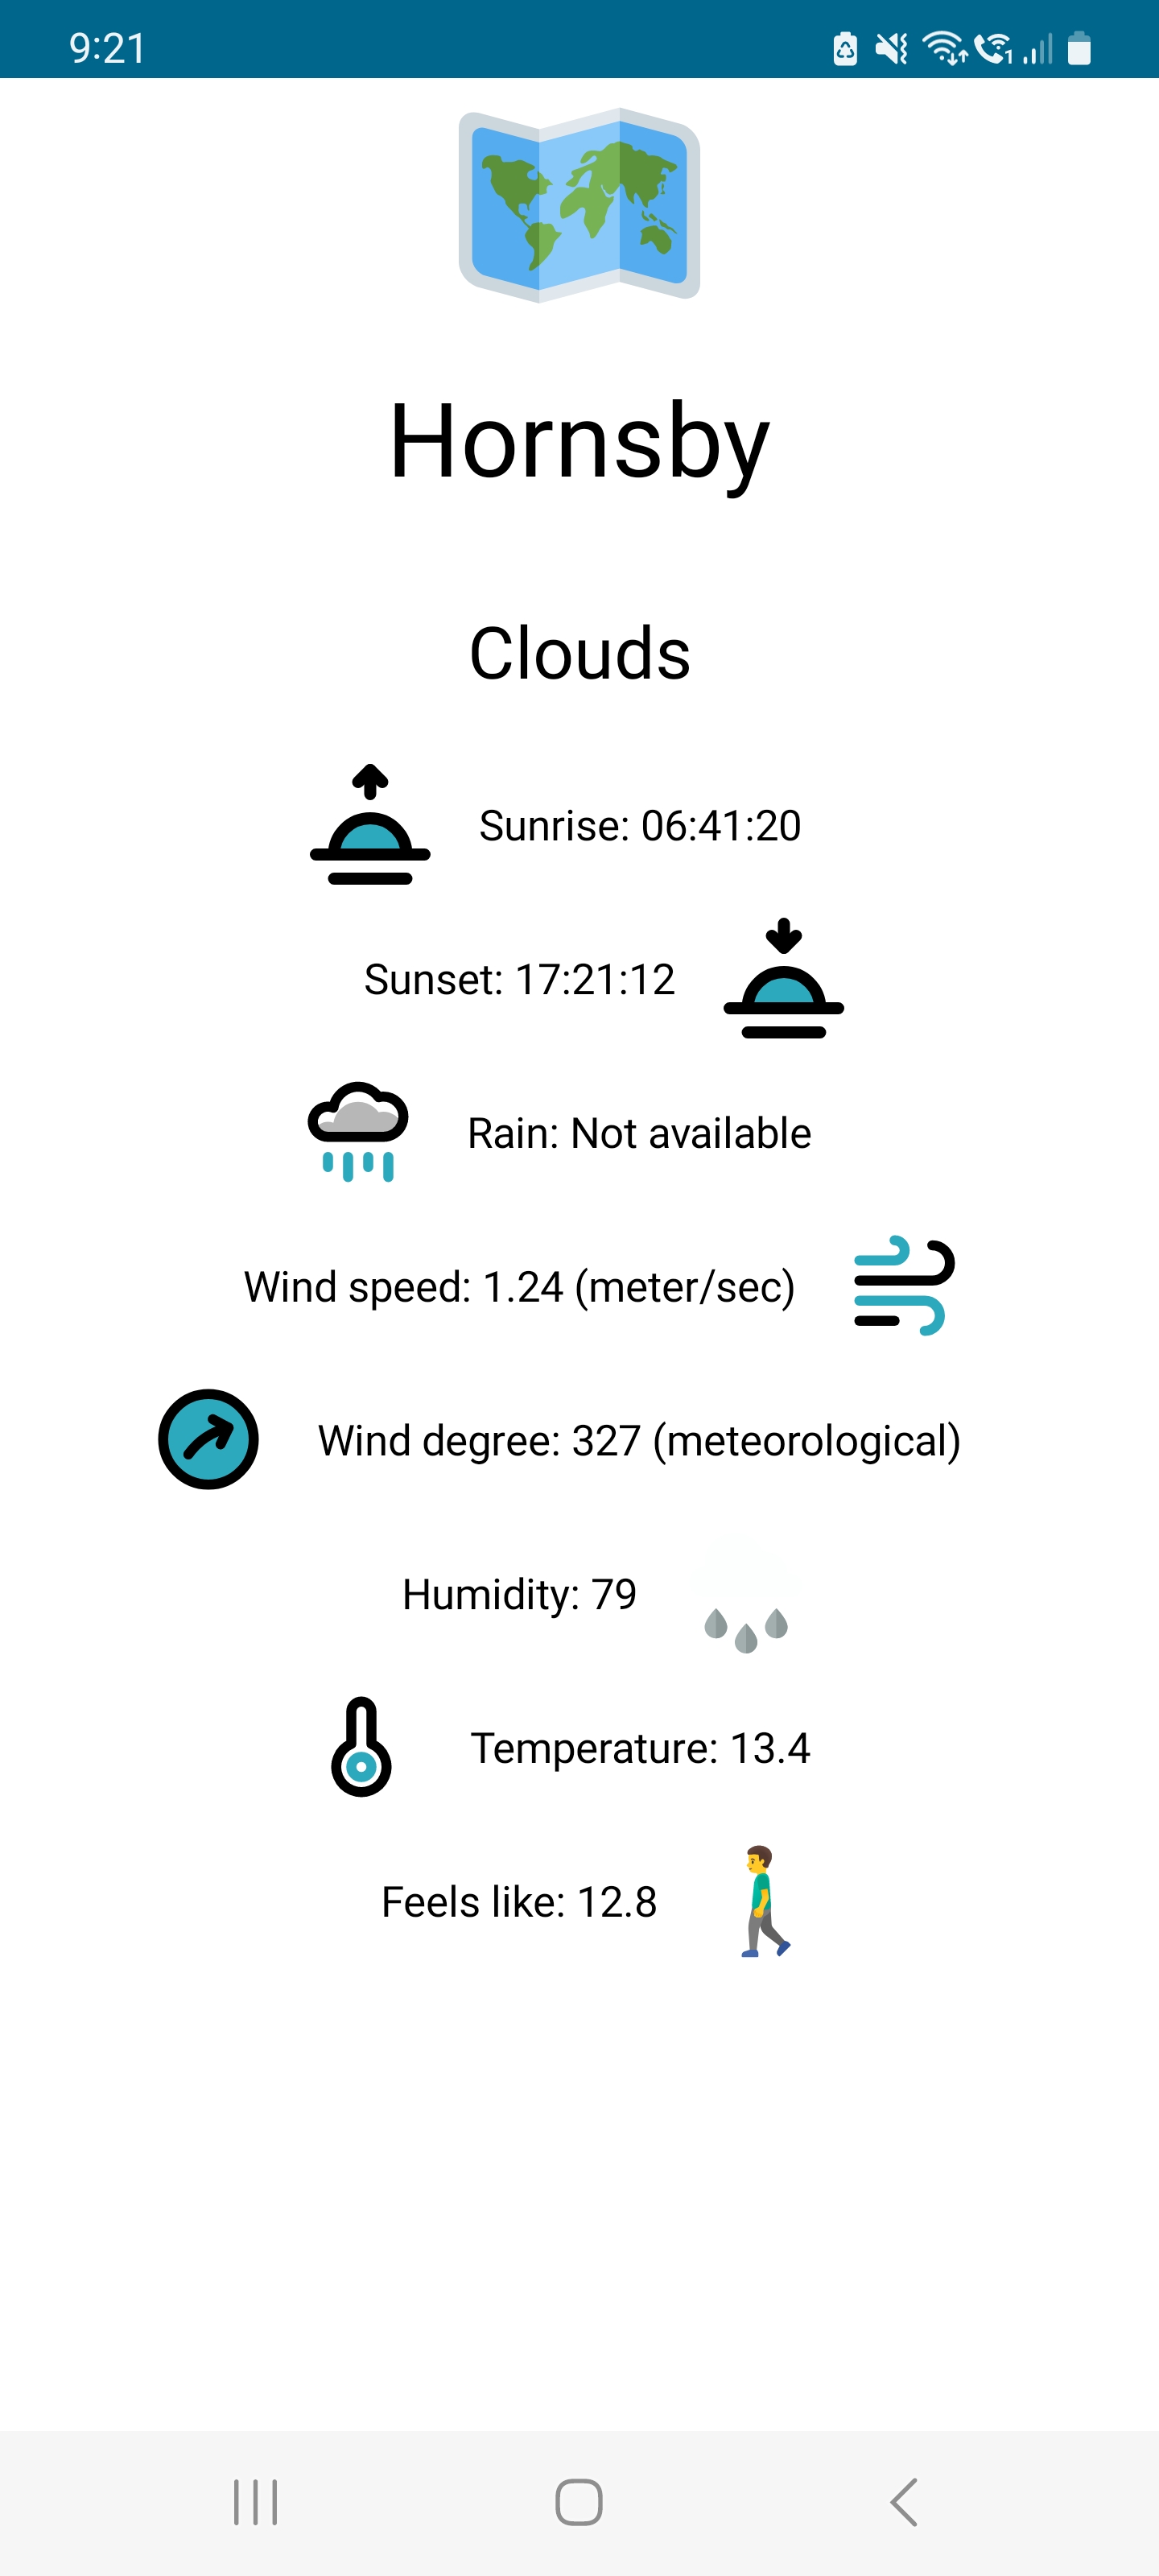 9:21
1
Hornsby
Clouds
Sunrise: 06:41:20
Sunset: 17:21:12
Rain: Not available
Wind speed: 1.24 (meter/sec)
Wind degree: 327 (meteorological)
Humidity: 79
Temperature: 13.4
Feels like: 12.8